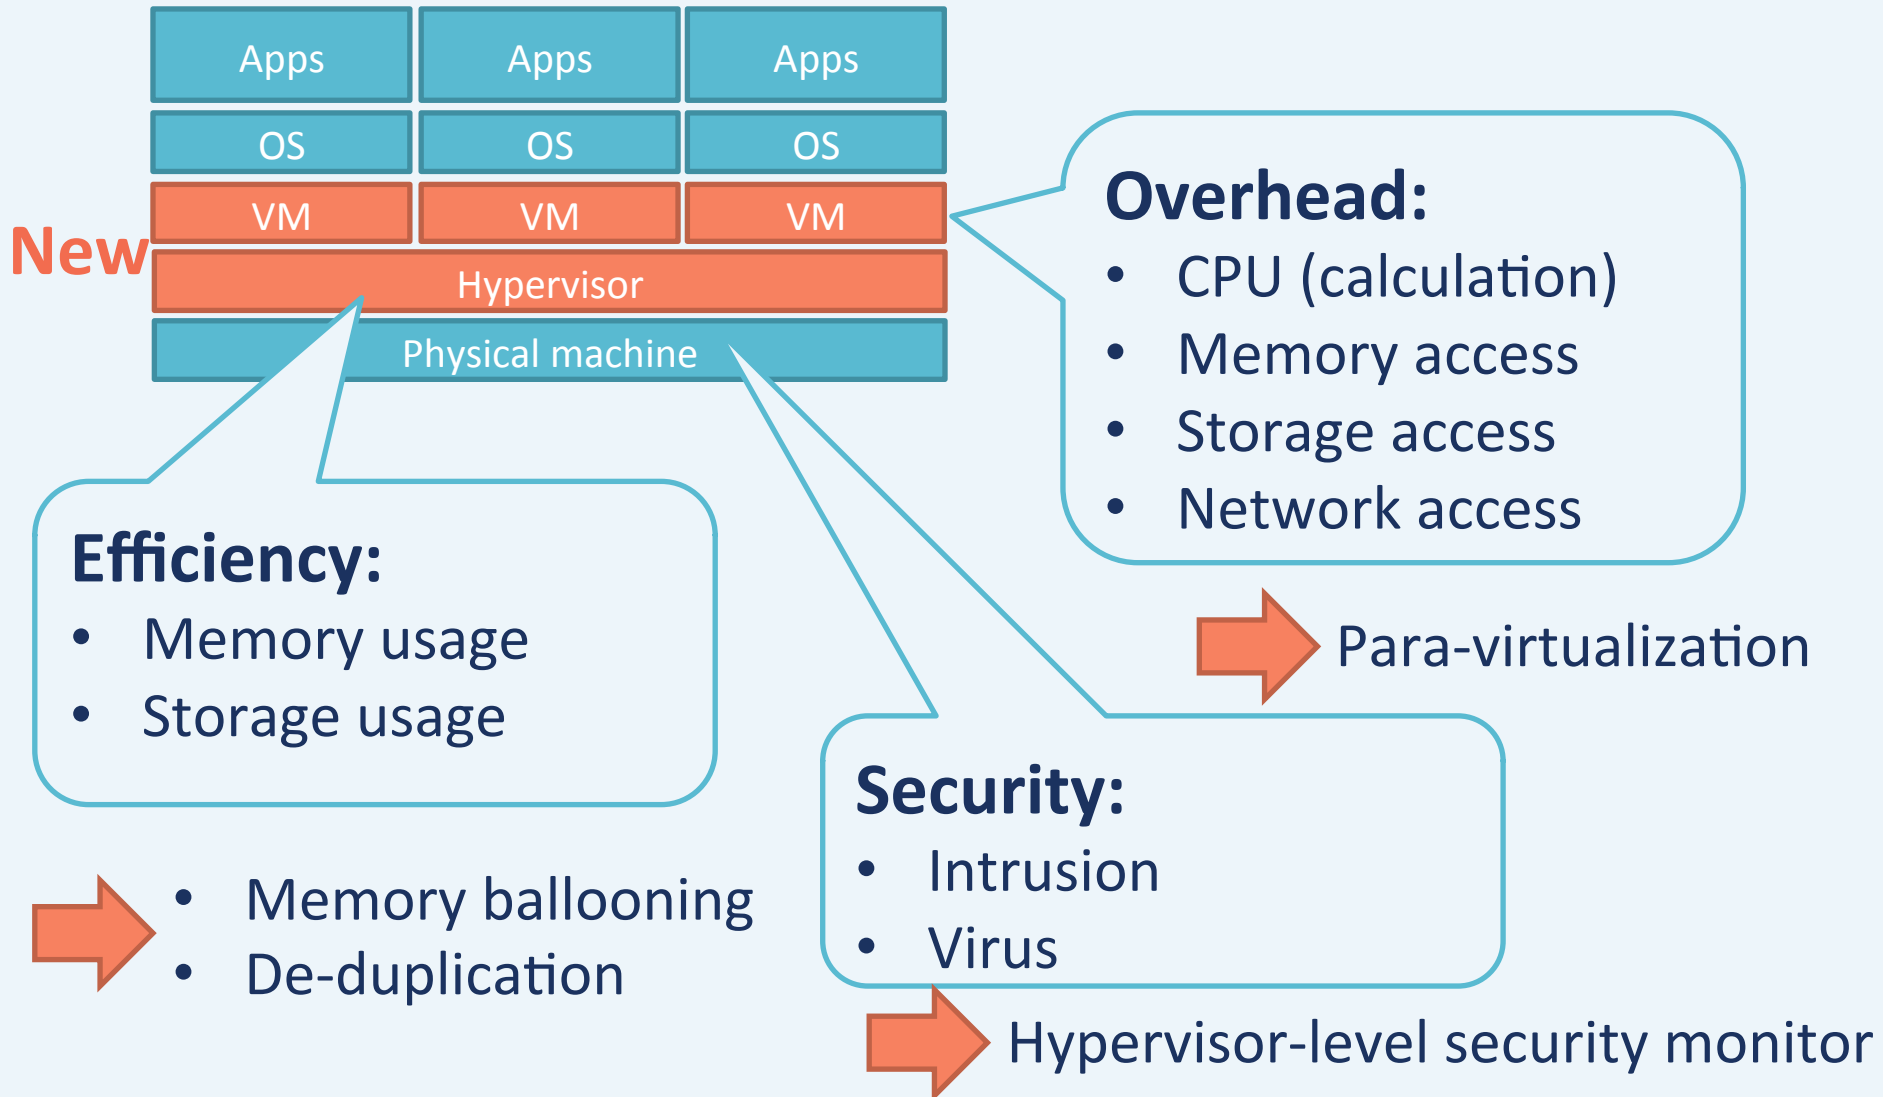 Apps Apps Apps
OS OS OS
VM VM VM
New
Hypervisor
Physical machine
Overhead:
• CPU (calculation)
• Memory access
• Storage access
• Network access
Para-virtualization
Efficiency:
• Memory usage
• Storage usage
• Memory ballooning
• De-duplication
Security:
• Intrusion
• Virus
Hypervisor-level security monitor